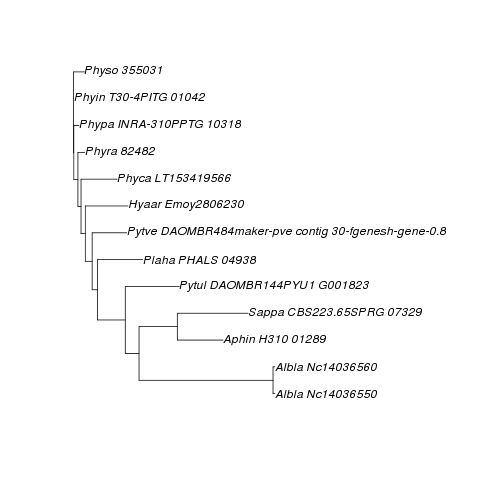 Physo 355031
Phyin T30-4PITG 01042
Phypa INRA-310PPTG 10318
Phyra 82482
Phyca LT153419566
Hyaar Emoy2806230
Pytve DAOMBR484maker-pve contig 30-fgenesh-gene-0.8
Plaha PHALS 04938
Pytul DAOMBR144PYU1 G001823
Sappa CBS223.65SPRG 07329
Aphin H310 01289
Albla Nc14036560
Albla Nc14036550